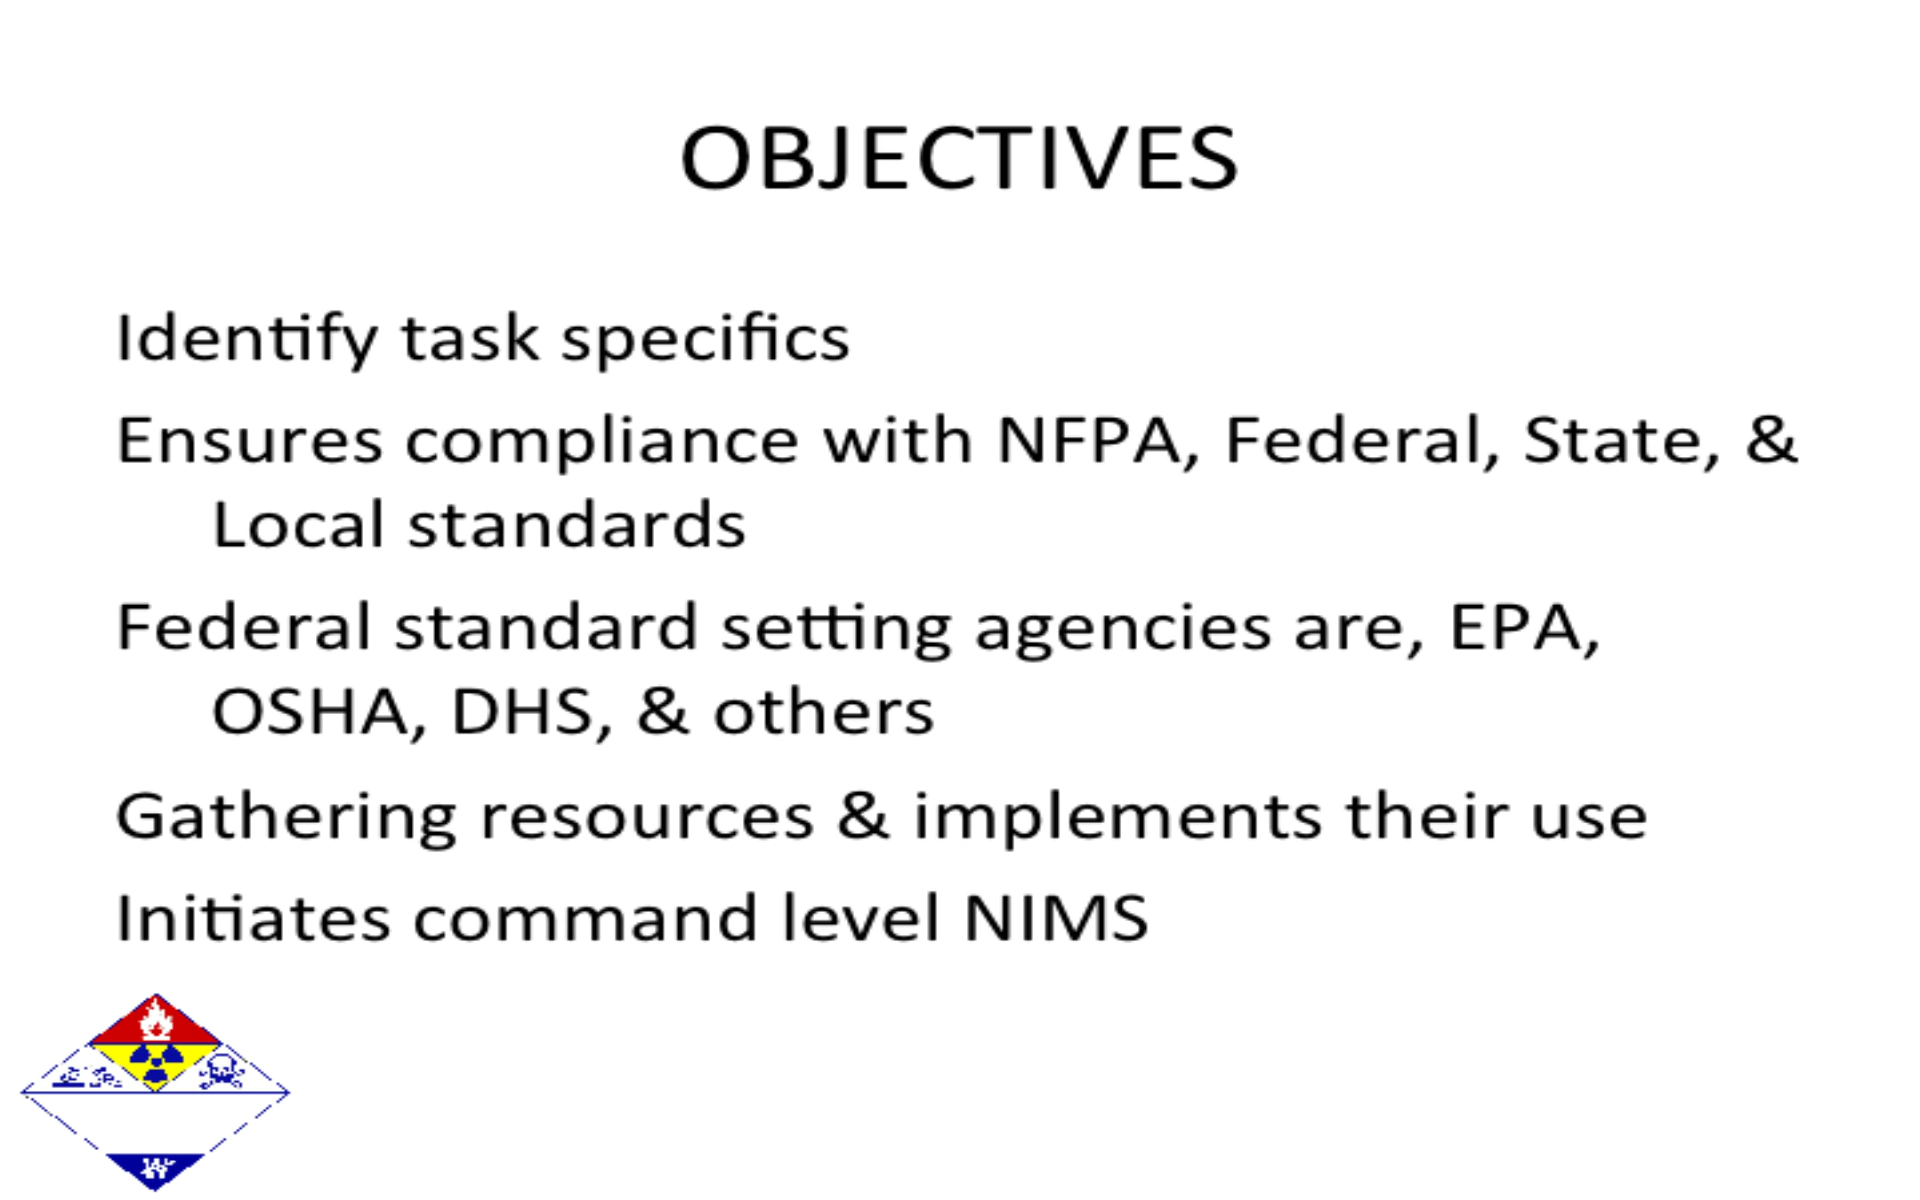 OBJECTIVES
Identify task specifics
Ensures compliance with NFPA, Federal, State, &
Local standards
Federal standard setting agencies are, EPA,
OSHA, DHS, & others
Gathering resources & implements their use
Initiates command level NIMS
W